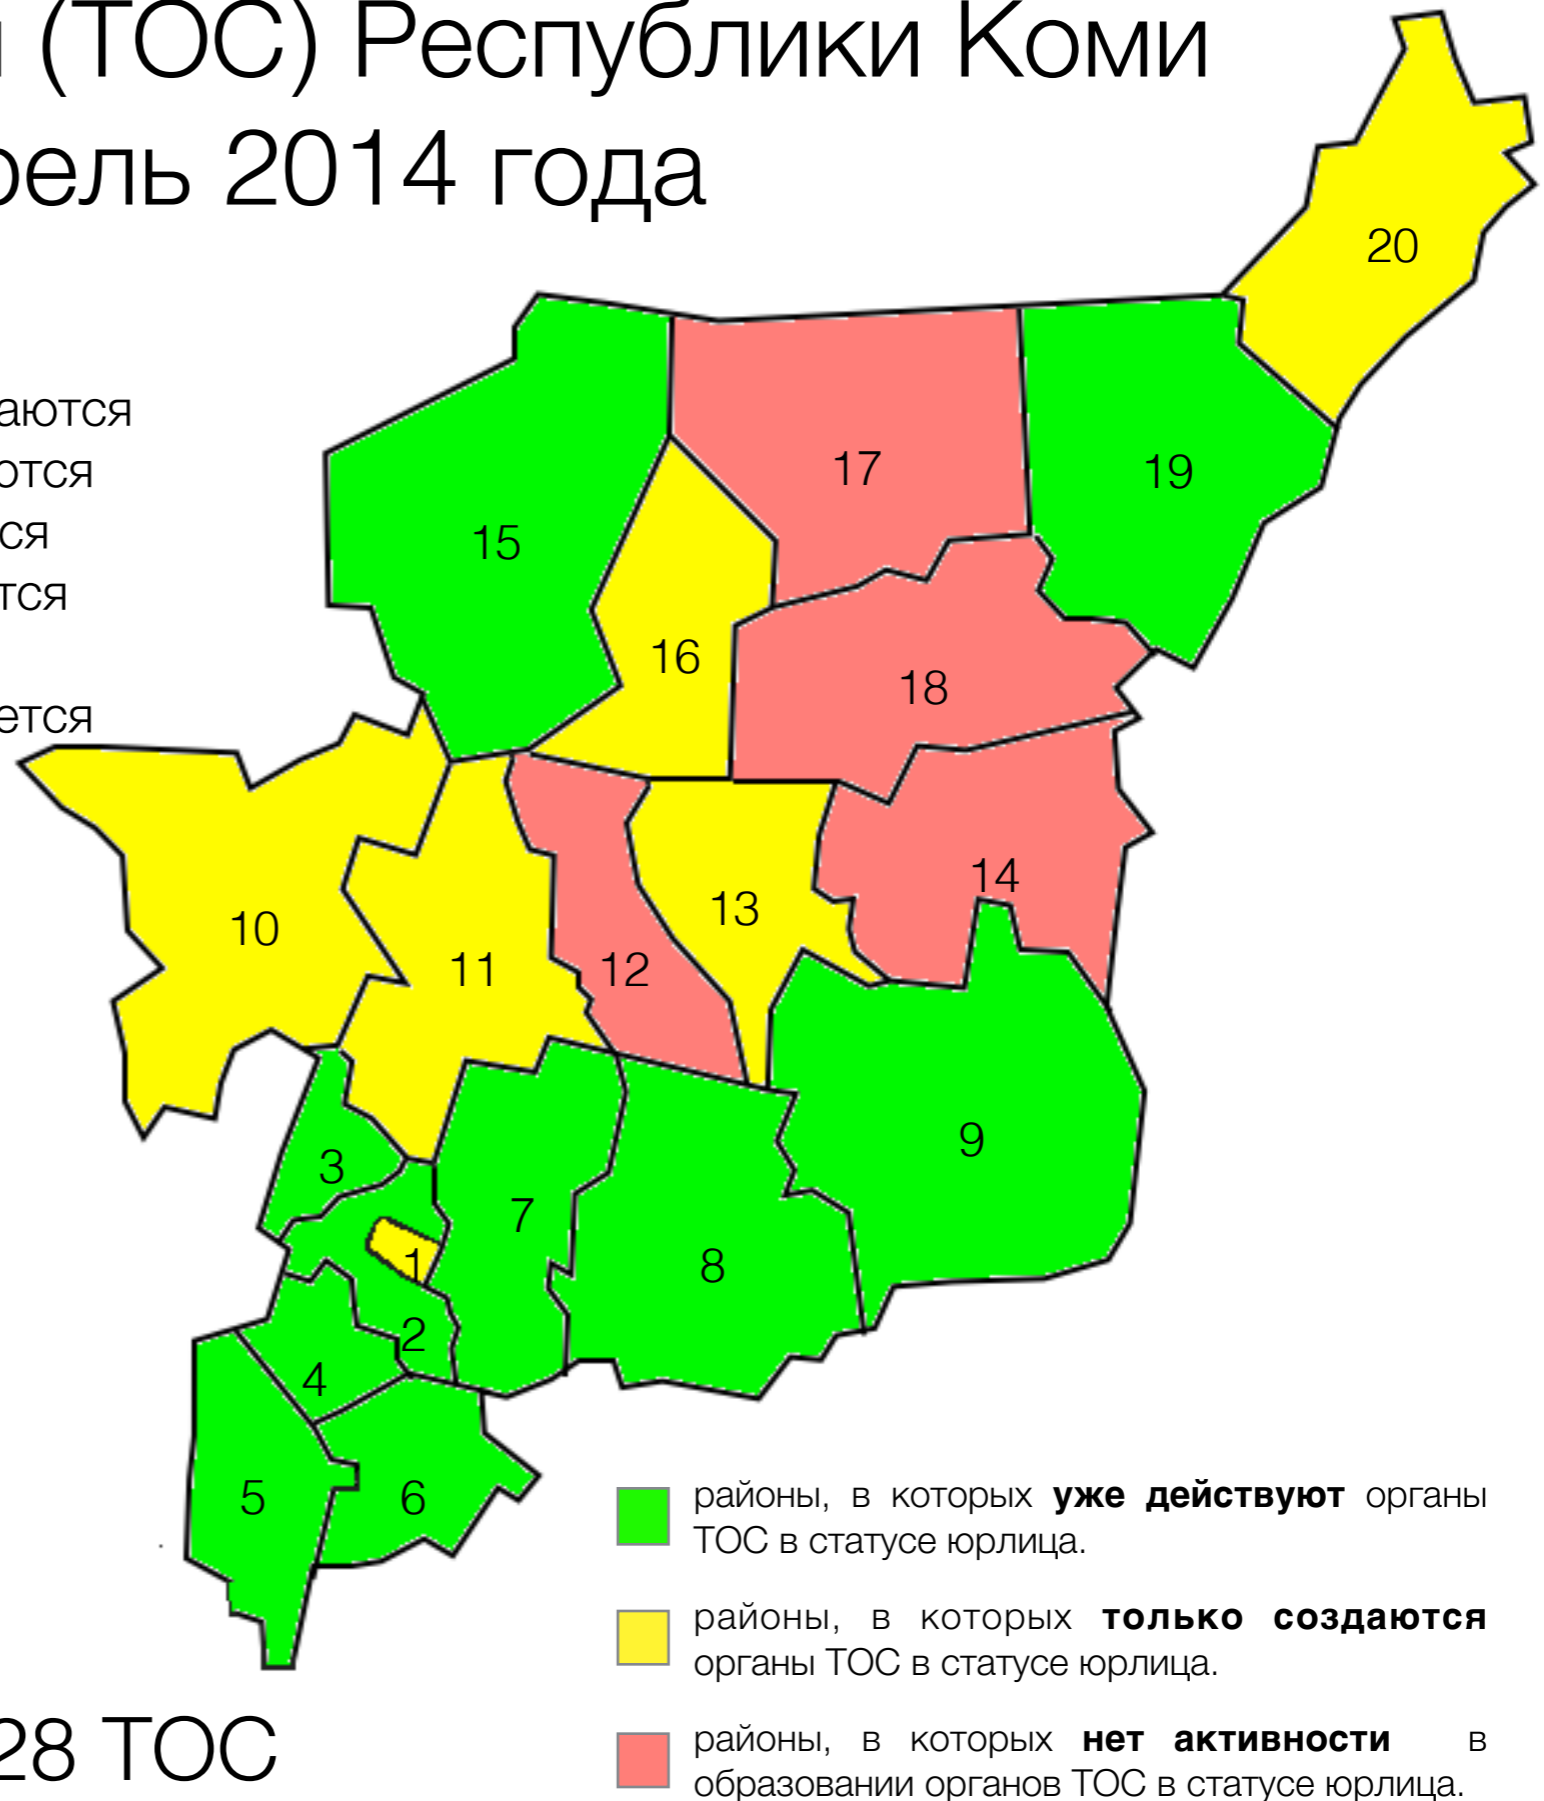 (ТОС) Республики Коми
рель 2014 года
аются
ются
ся
тся
ется
20
17
19
15
16
18
14
13
10
11
12
9
3
7
1
8
2
4
5
6
районы, в которых уже действуют органы
ТОС в статусе юрлица.
районы, в которых только создаются
органы ТОС в статусе юрлица.
28 ТОС
районы, в которых нет активности в
образовании органов ТОС в статусе юрлица.